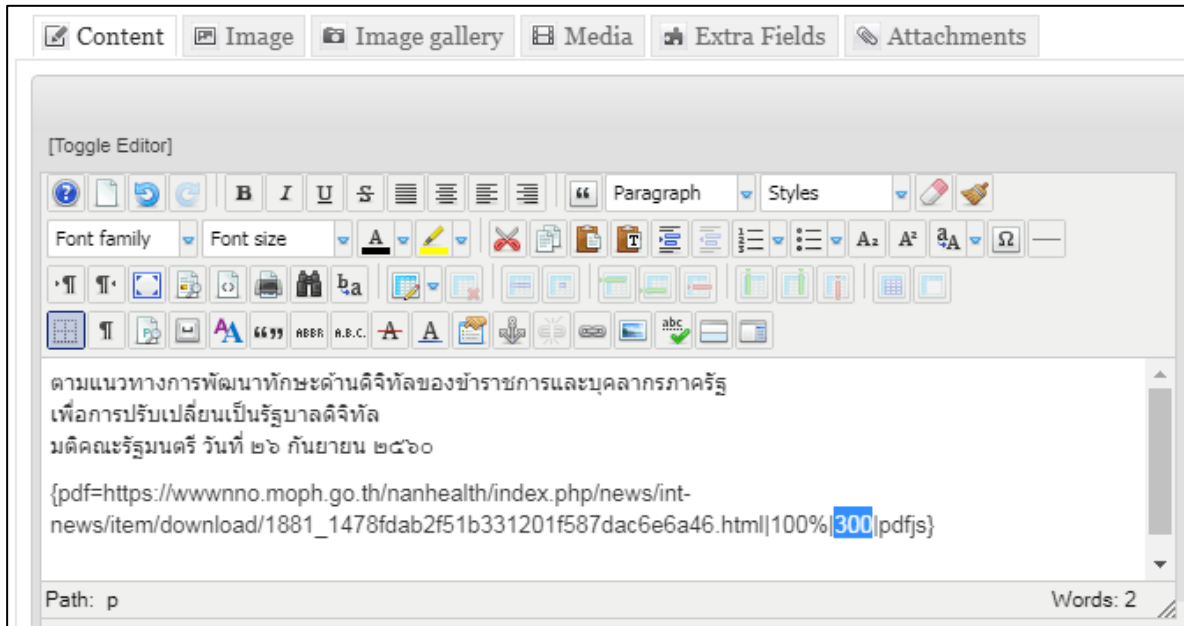 Content Image Image gallery Media Extra Fields Attachments
[Toggle Editor]
B I U S Paragraph Styles
Font family Font size A T A₂ A² Ω
ABBR A.B.C. A A abc
ตามแนวทางการพัฒนาทักษะด้านดิจิทัลของข้าราชการและบุคลากรภาครัฐ
เพื่อการปรับเปลี่ยนเป็นรัฐบาลดิจิทัล
มติคณะรัฐมนตรี วันที่ ๒๖ กันยายน ๒๕๖๐
{pdf=https://wwwnno.moph.go.th/nanhealth/index.php/news/int-
news/item/download/1881_1478fdab2f51b331201f587dac6e6a46.html|100%|300|pdfjs}
Path: p Words: 2